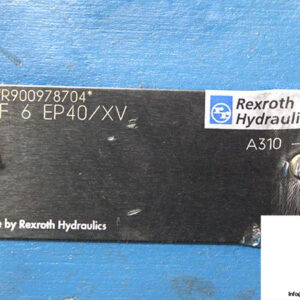 R900978704*
F 6 EP40/XV
Rexroth
Hydraulic
A310
e by Rexroth Hydraulics